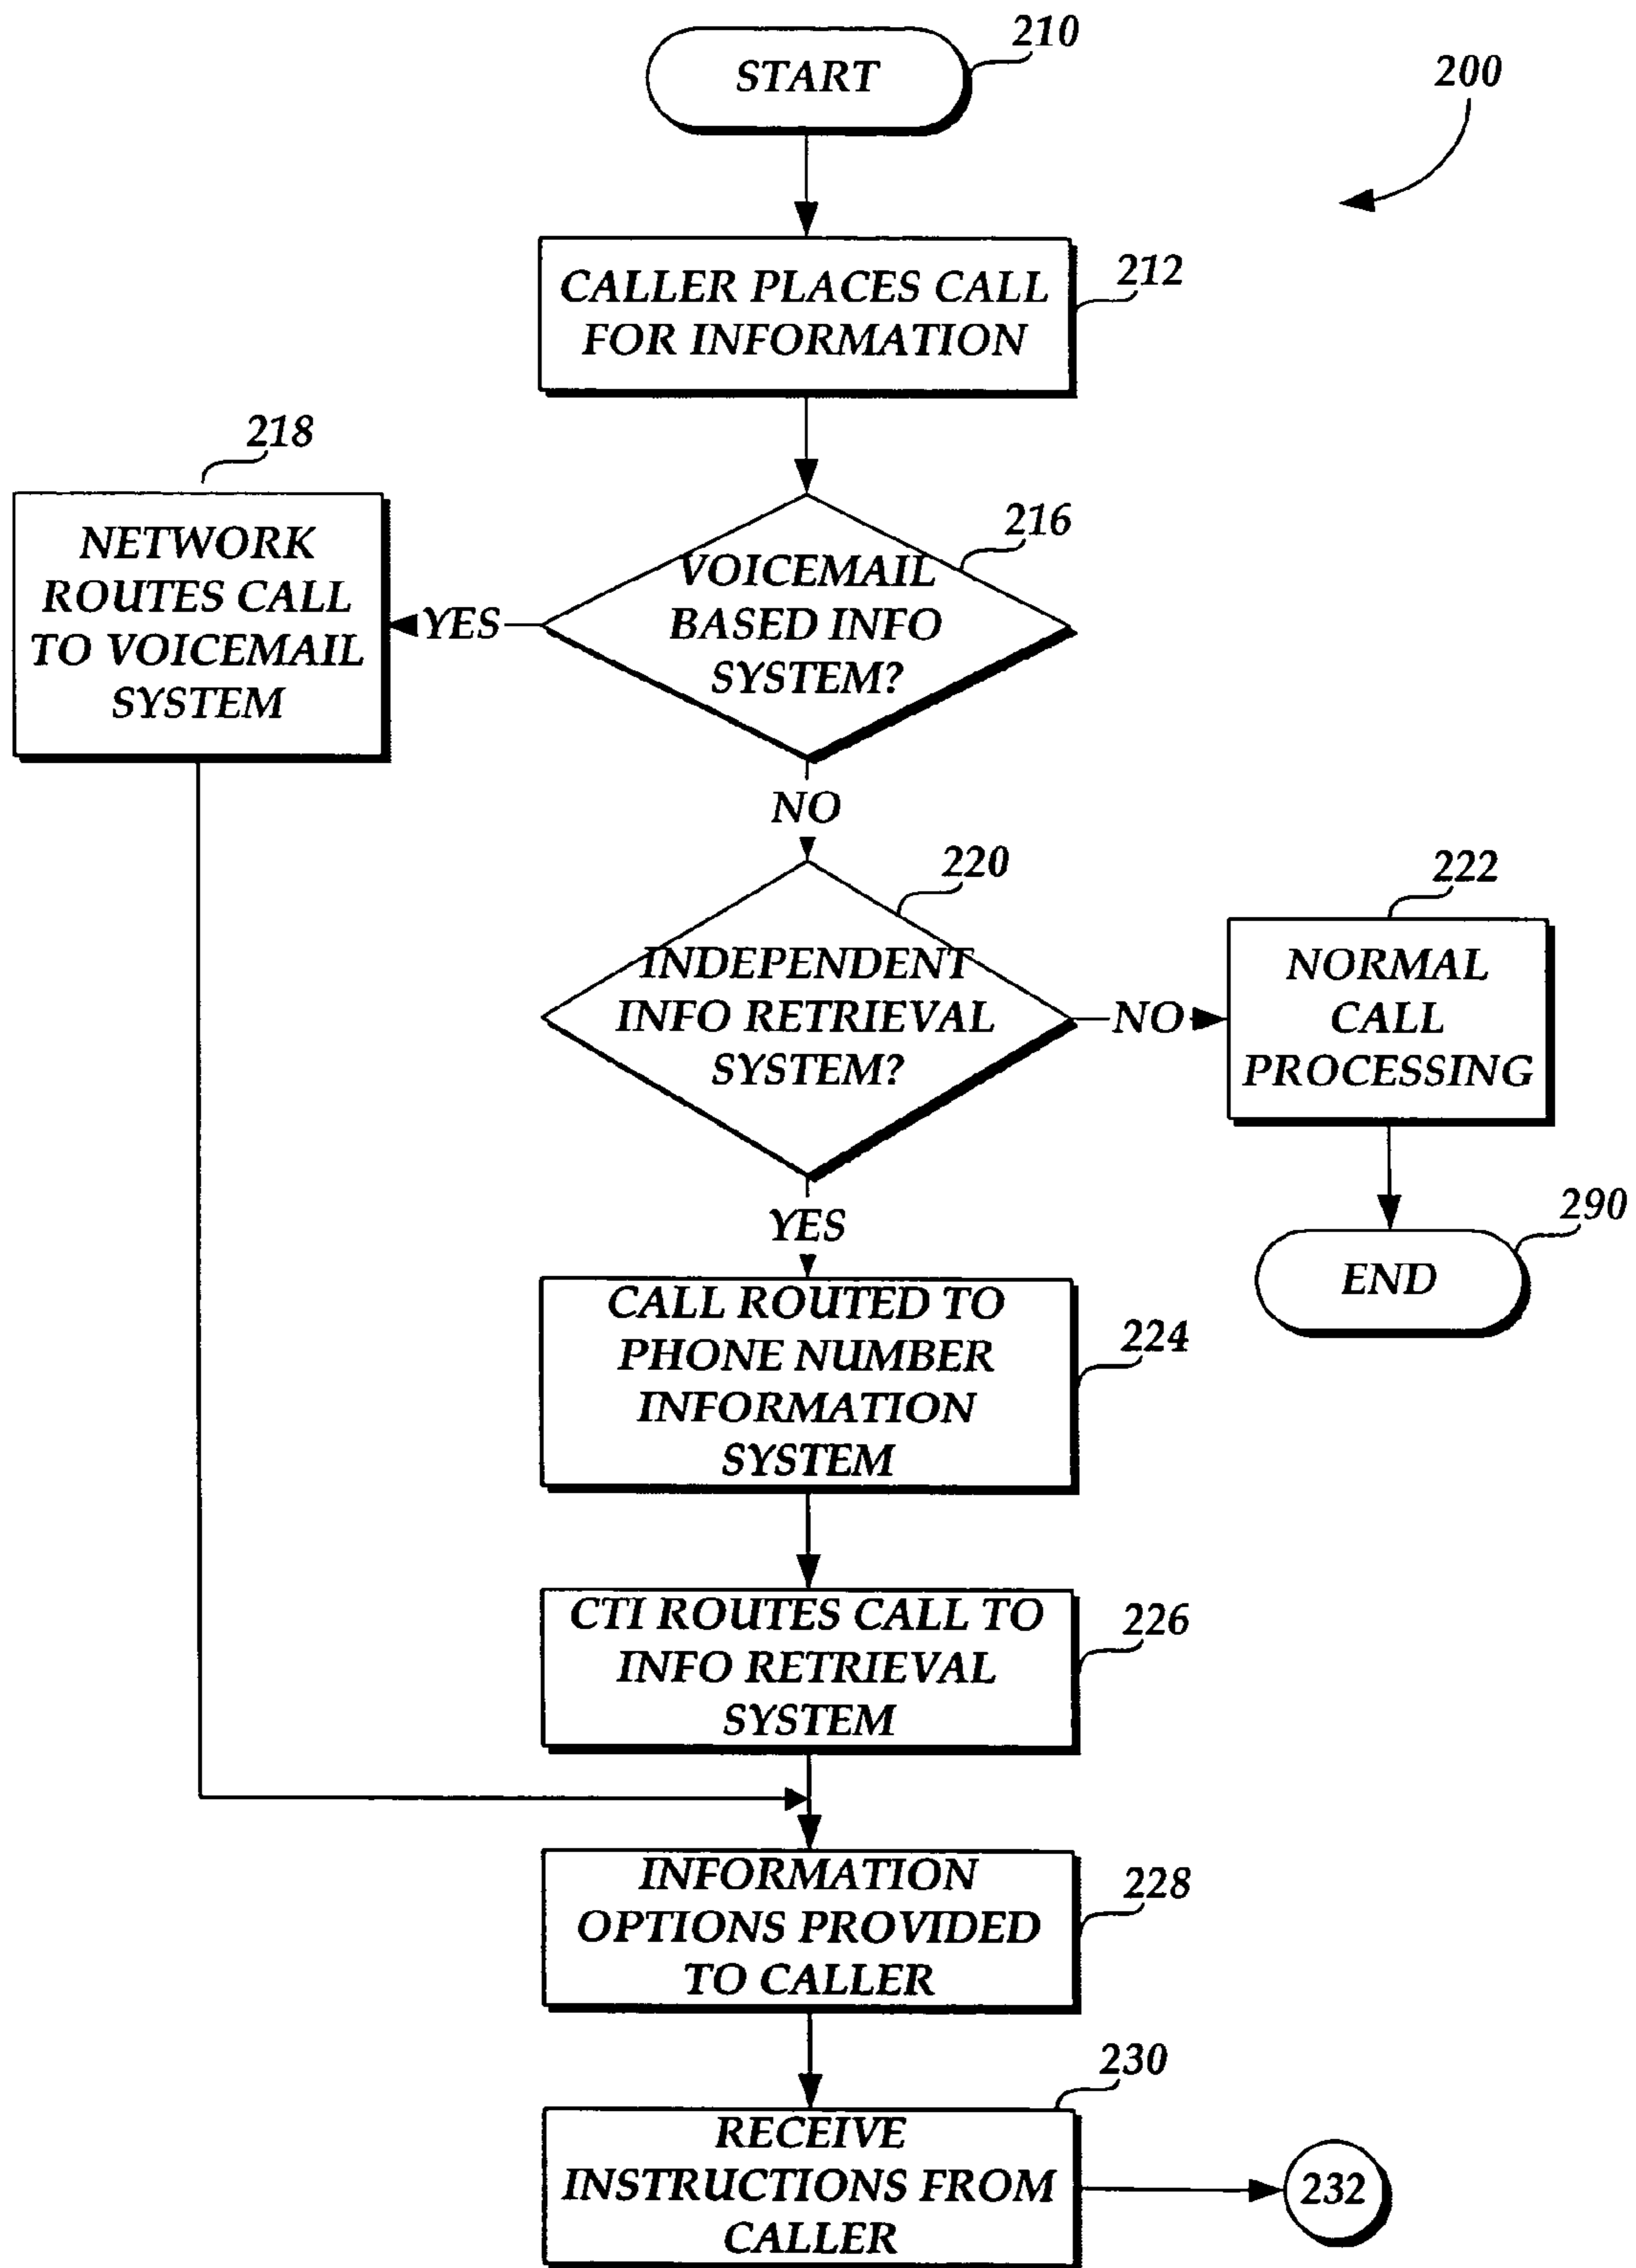 210
START
200
212
CALLER PLACES CALL
FOR INFORMATION
218
NETWORK
ROUTES CALL
TO VOICEMAIL
SYSTEM
YES
216
VOICEMAIL
BASED INFO
SYSTEM?
NO
220
INDEPENDENT
INFO RETRIEVAL
SYSTEM?
NO
222
NORMAL
CALL
PROCESSING
290
END
YES
CALL ROUTED TO
PHONE NUMBER
INFORMATION
SYSTEM
224
CTI ROUTES CALL TO
INFO RETRIEVAL
SYSTEM
226
INFORMATION
OPTIONS PROVIDED
TO CALLER
228
230
RECEIVE
INSTRUCTIONS FROM
CALLER
232